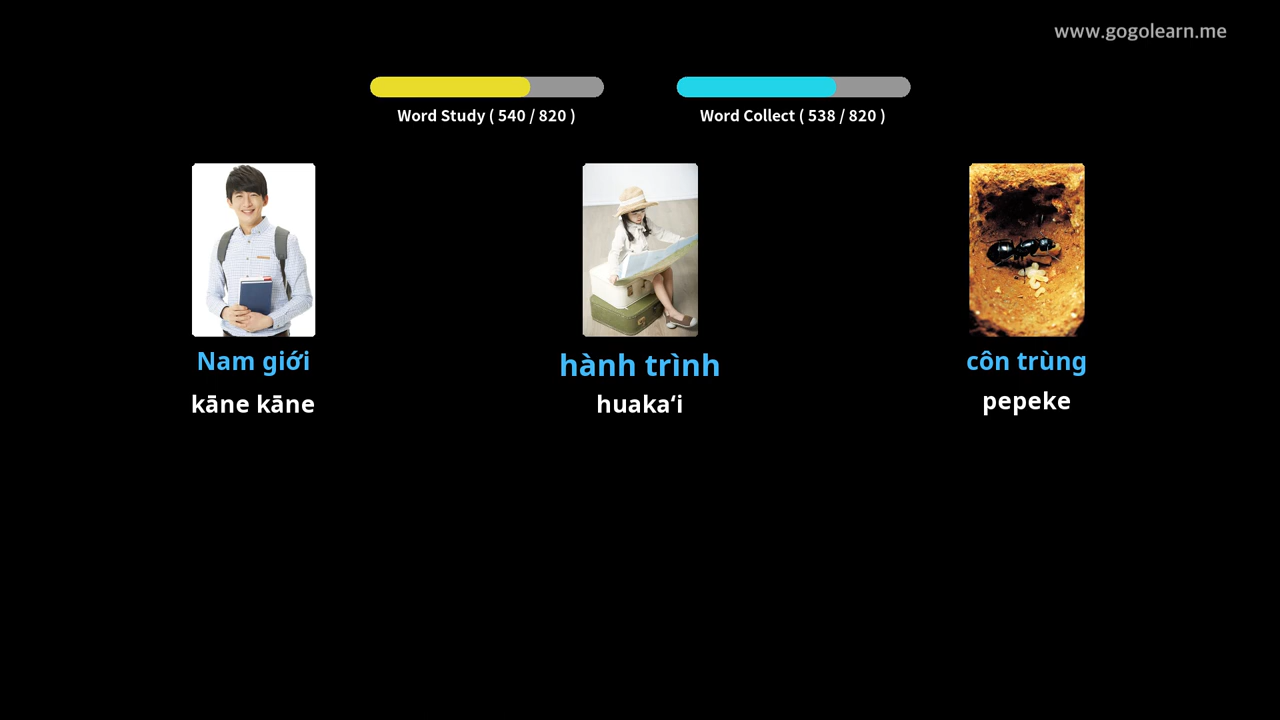 www.gogolearn.me
Word Study ( 540 / 820 )
Word Collect ( 538 / 820 )
Nam giới
kāne kāne
hành trình
huakaʻi
côn trùng
pepeke